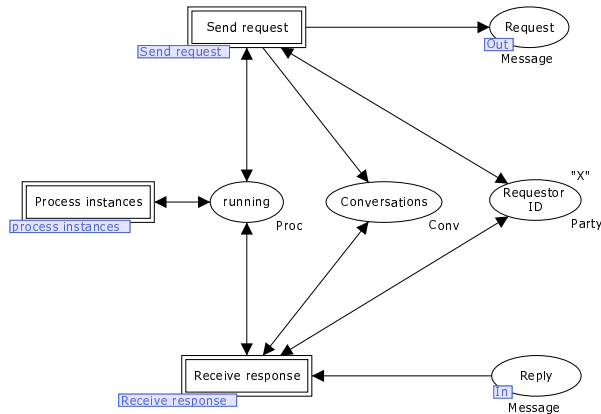 Send request
Request
Send request
Out
Message
"X"
Process instances
running
Conversations
Requestor
ID
process instances
Proc
Conv
Party
Receive response
Reply
Receive response
In
Message